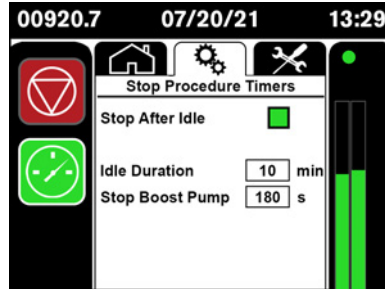 00920.7 07/20/21 13:29
Stop Procedure Timers
Stop After Idle
Idle Duration 10 min
Stop Boost Pump 180 s